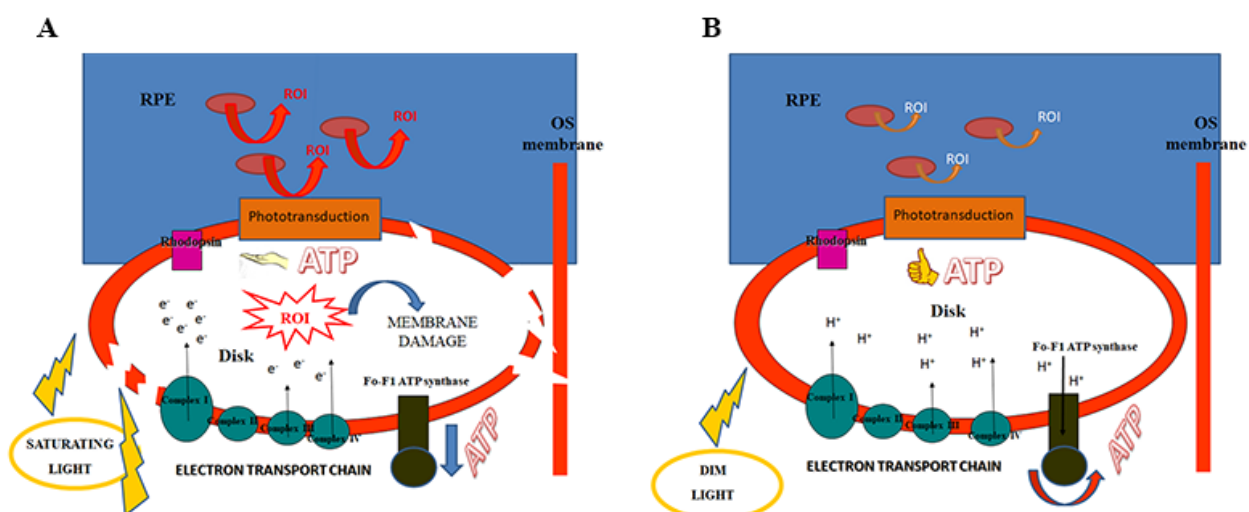 A
RPE
ROI
ROI
ROI
OS
membrane
Phototransduction
Rhodopsin
ATP
e-
e-
e-
e-
e-
ROI
MEMBRANE
DAMAGE
Disk
e-
e-
e-
Fo-F1 ATP synthase
Complex I
Complex II
Complex III
Complex IV
ATP
SATURATING
LIGHT
ELECTRON TRANSPORT CHAIN
B
RPE
ROI
ROI
ROI
OS
membrane
Phototransduction
Rhodopsin
ATP
Disk
H+
H+
H+
H+
H+
H+
Fo-F1 ATP synthase
H+
H+
Complex I
Complex II
Complex III
Complex IV
ATP
DIM
LIGHT
ELECTRON TRANSPORT CHAIN